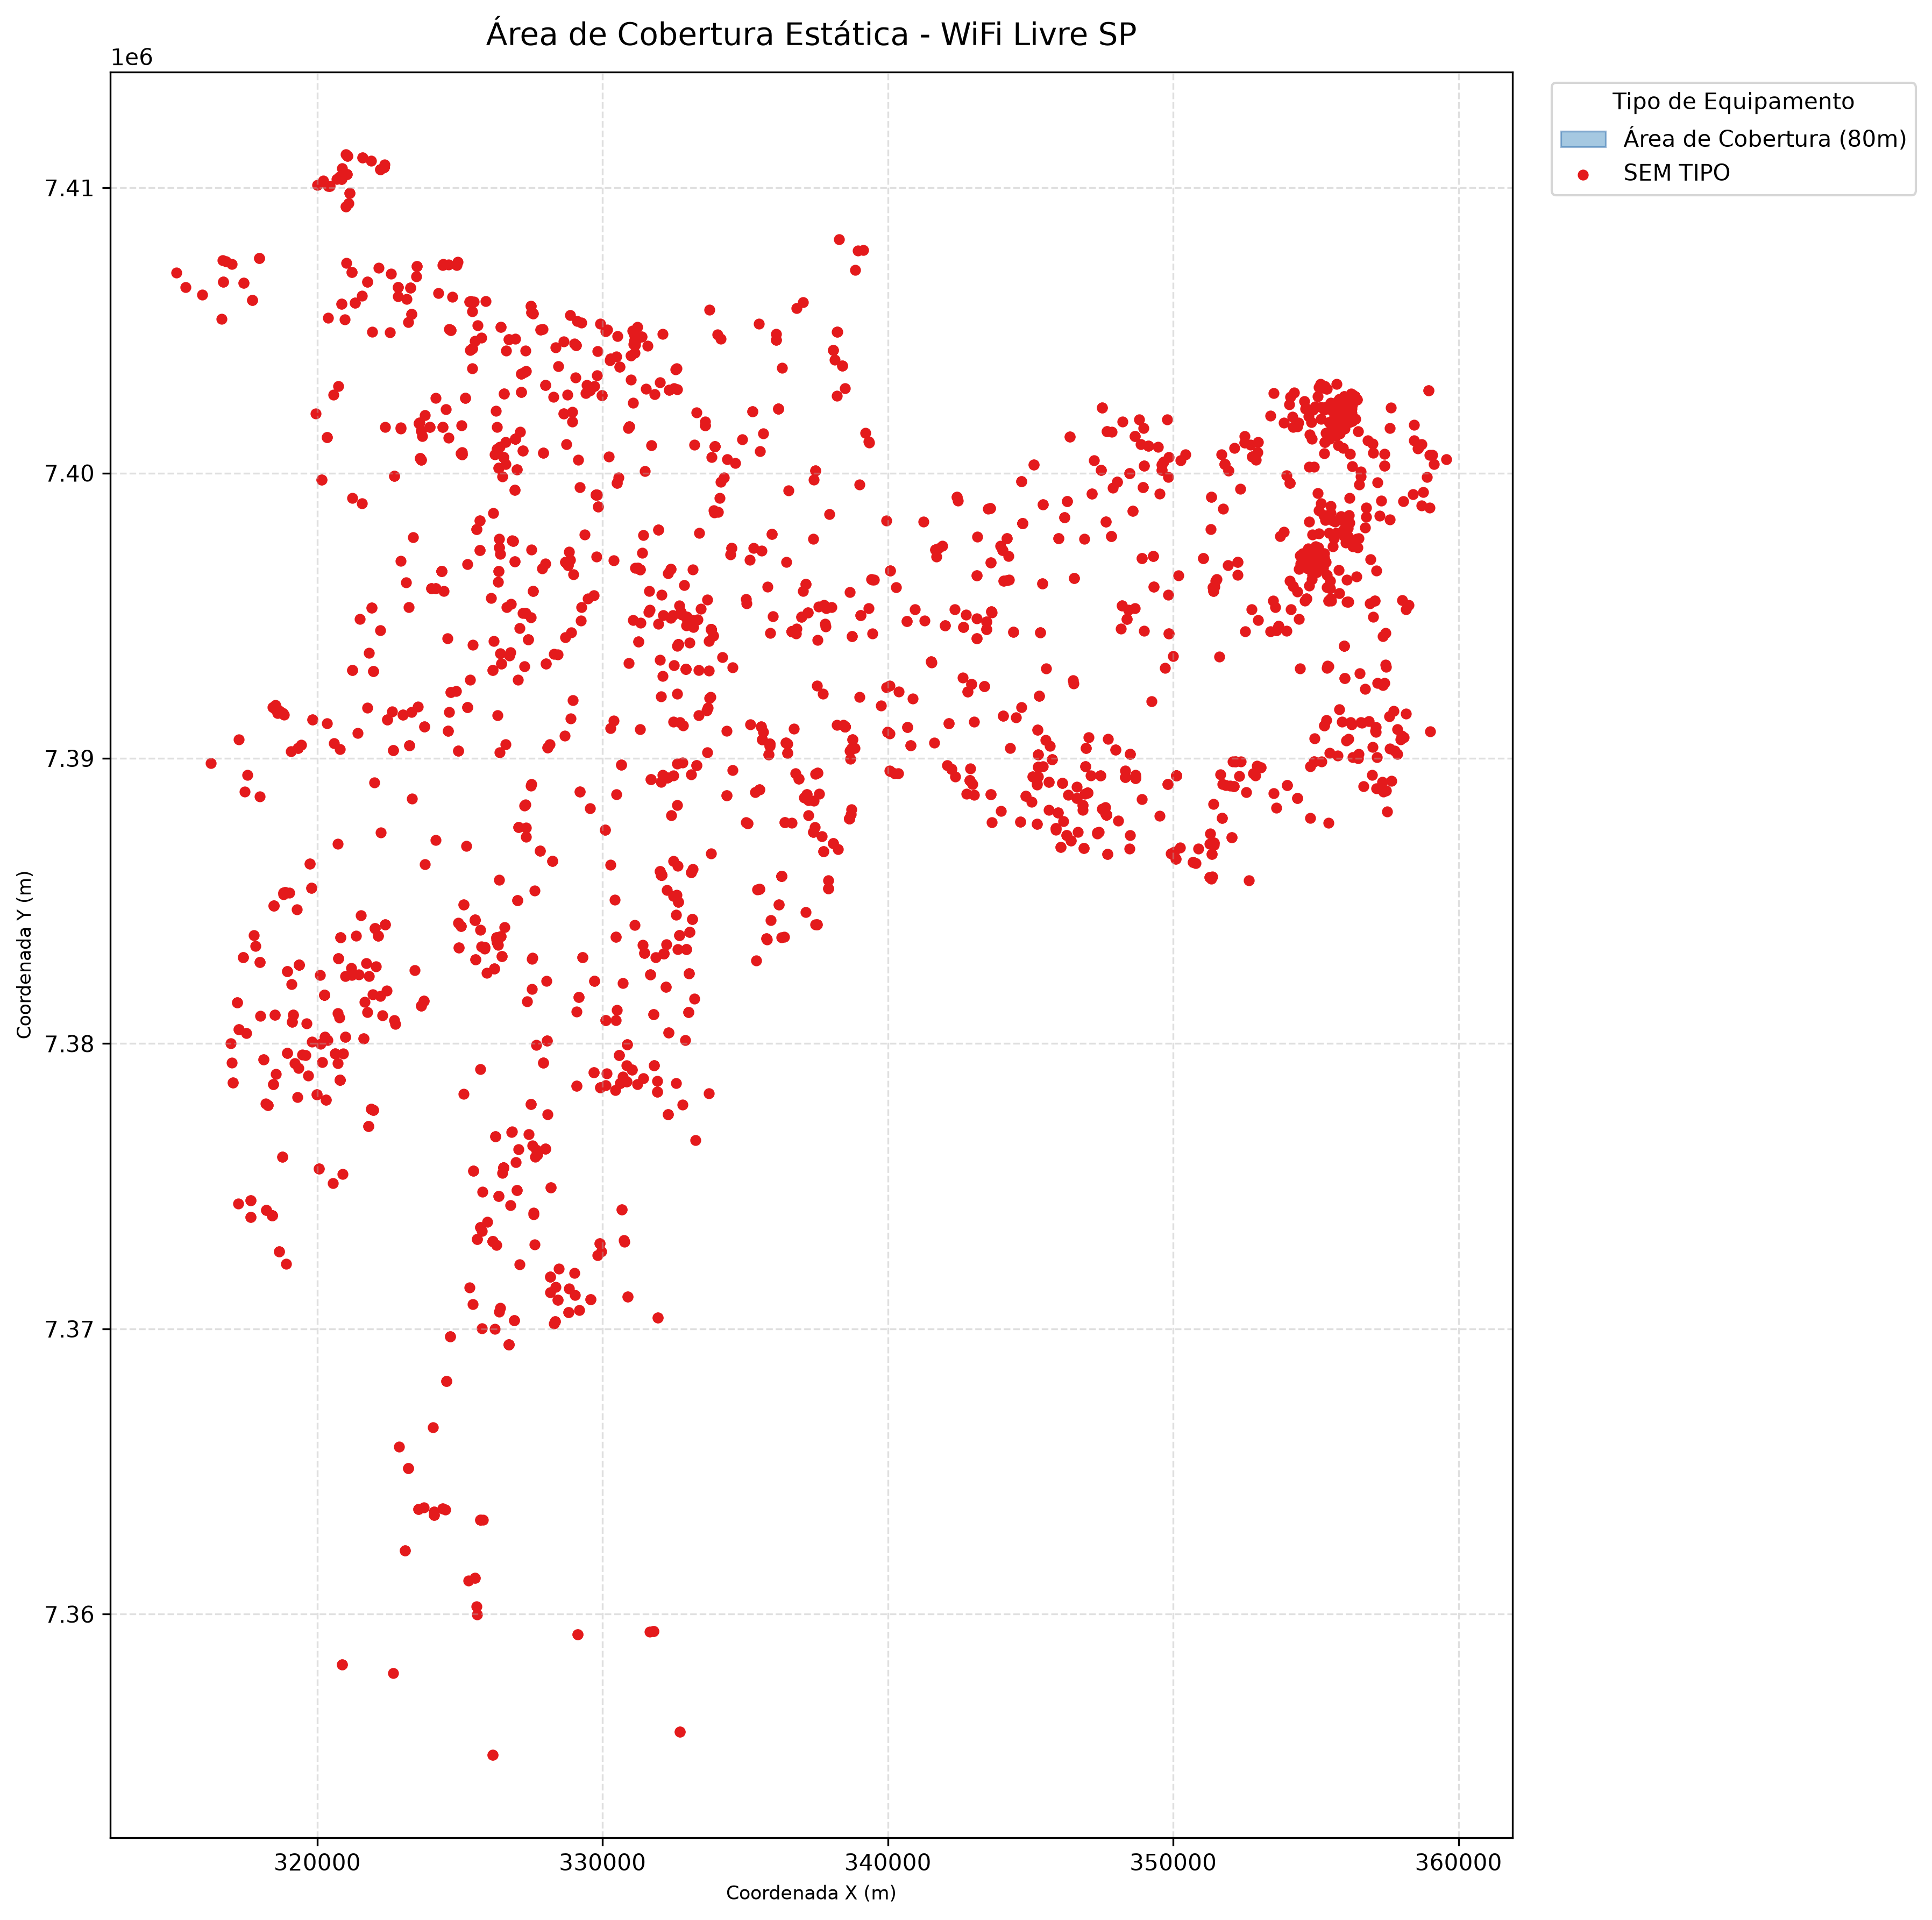 Área de Cobertura Estática - WiFi Livre SP
1e6
Tipo de Equipamento
Área de Cobertura (80m)
SEM TIPO
7.41
7.40
7.39
7.38
7.37
7.36
Coordenada Y (m)
320000 330000 340000 350000 360000
Coordenada X (m)